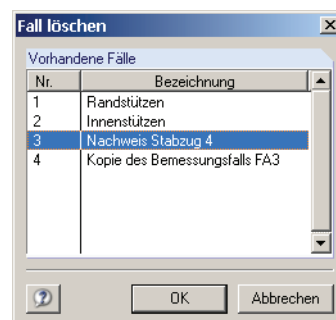 Fall löschen
Vorhandene Fälle
Nr. Bezeichnung
1 Randstützen
2 Innenstützen
3 Nachweis Stabzug 4
4 Kopie des Bemessungsfalls FA3
OK Abbrechen